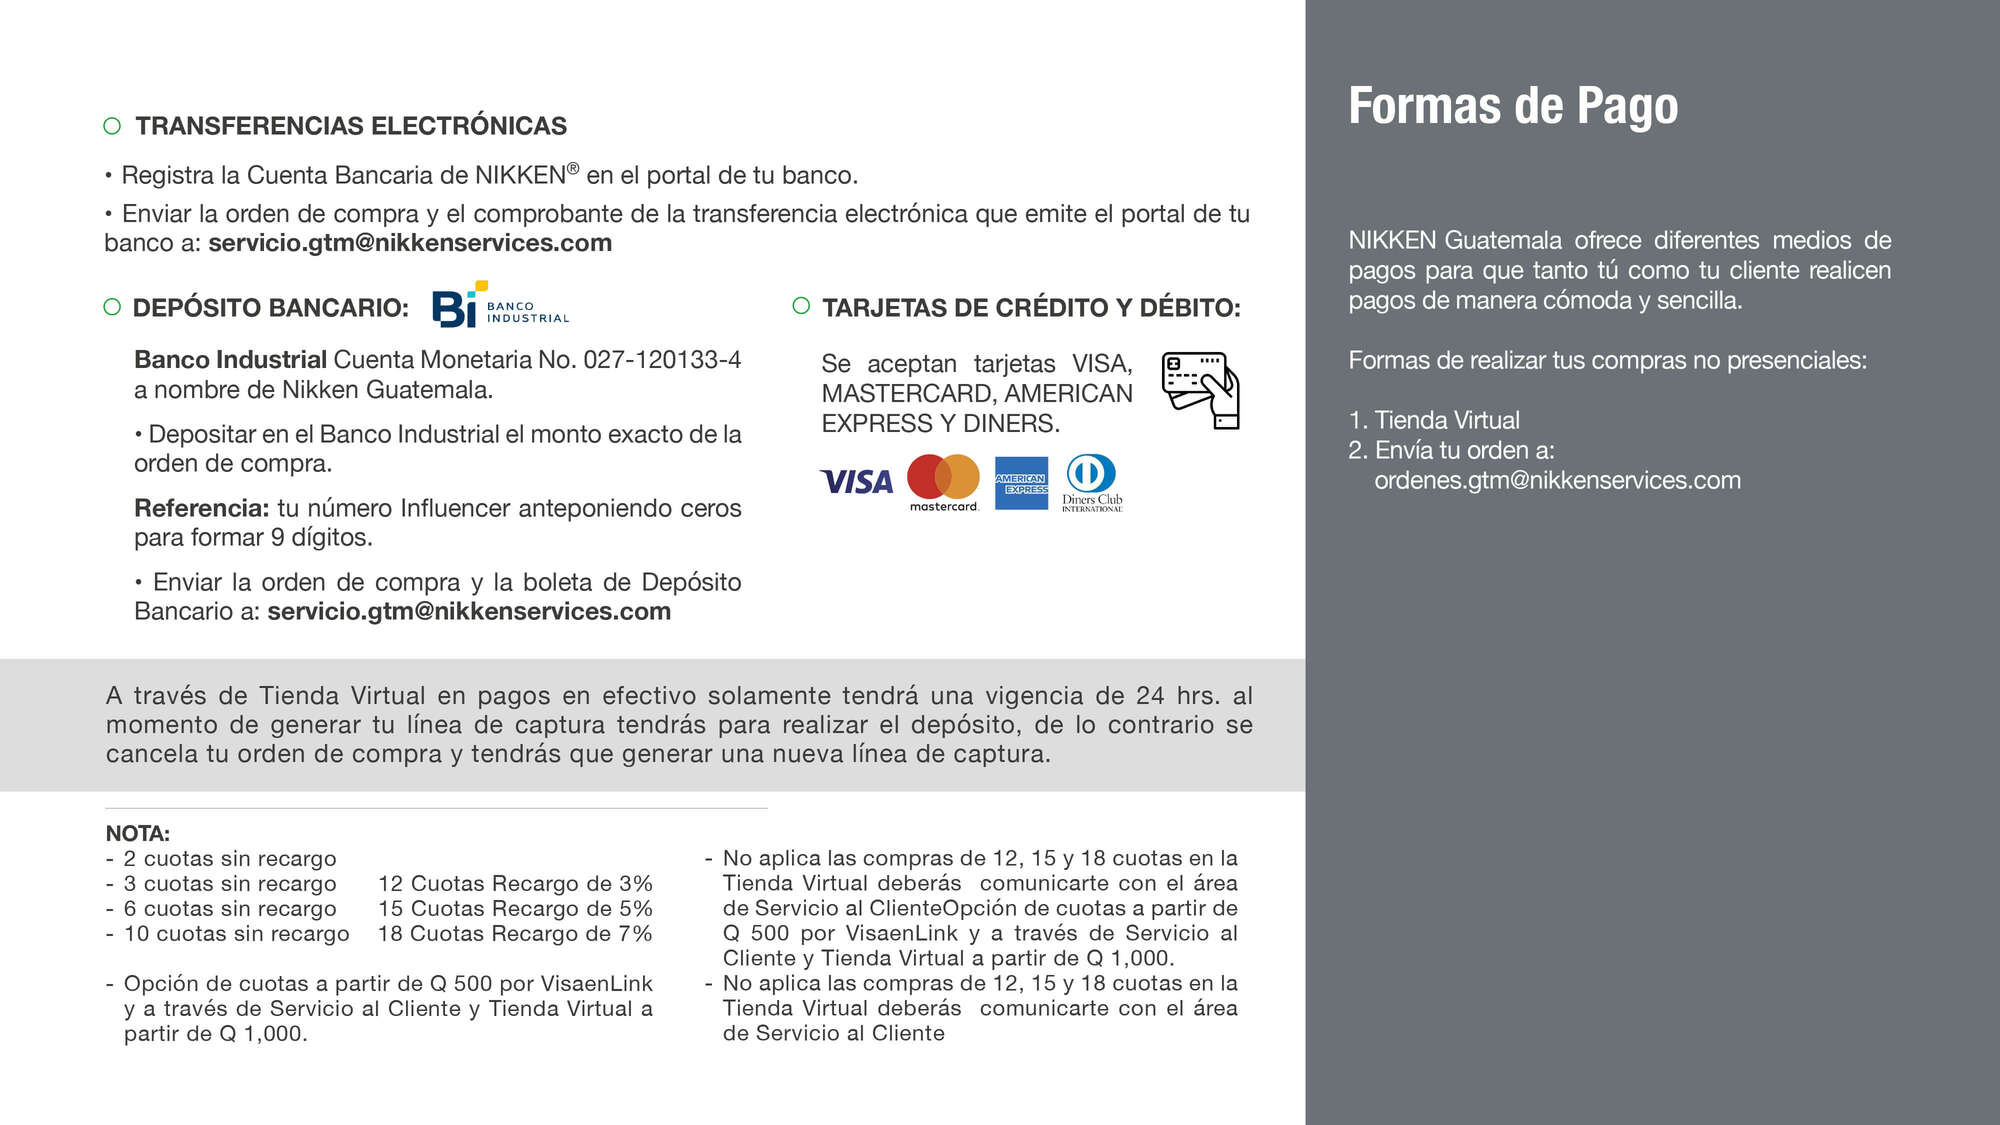 Formas de Pago
NIKKEN Guatemala ofrece diferentes medios de
pagos para que tanto tú como tu cliente realicen
pagos de manera cómoda y sencilla.
Formas de realizar tus compras no presenciales:
1. Tienda Virtual
2. Envía tu orden a:
ordenes.gtm@nikkenservices.com
TRANSFERENCIAS ELECTRÓNICAS
• Registra la Cuenta Bancaria de NIKKEN® en el portal de tu banco.
• Enviar la orden de compra y el comprobante de la transferencia electrónica que emite el portal de tu
banco a: servicio.gtm@nikkenservices.com
DEPÓSITO BANCARIO:
Bi BANCO
INDUSTRIAL
Banco Industrial Cuenta Monetaria No. 027-120133-4
a nombre de Nikken Guatemala.
• Depositar en el Banco Industrial el monto exacto de la
orden de compra.
Referencia: tu número Influencer anteponiendo ceros
para formar 9 dígitos.
• Enviar la orden de compra y la boleta de Depósito
Bancario a: servicio.gtm@nikkenservices.com
TARJETAS DE CRÉDITO Y DÉBITO:
Se aceptan tarjetas VISA,
MASTERCARD, AMERICAN
EXPRESS Y DINERS.
VISA
mastercard
AMERICAN
EXPRESS
Diners Club
INTERNATIONAL
A través de Tienda Virtual en pagos en efectivo solamente tendrá una vigencia de 24 hrs. al
momento de generar tu línea de captura tendrás para realizar el depósito, de lo contrario se
cancela tu orden de compra y tendrás que generar una nueva línea de captura.
NOTA:
- 2 cuotas sin recargo
- 3 cuotas sin recargo 12 Cuotas Recargo de 3%
- 6 cuotas sin recargo 15 Cuotas Recargo de 5%
- 10 cuotas sin recargo 18 Cuotas Recargo de 7%
- Opción de cuotas a partir de Q 500 por VisaenLink
y a través de Servicio al Cliente y Tienda Virtual a
partir de Q 1,000.
- No aplica las compras de 12, 15 y 18 cuotas en la
Tienda Virtual deberás comunicarte con el área
de Servicio al ClienteOpción de cuotas a partir de
Q 500 por VisaenLink y a través de Servicio al
Cliente y Tienda Virtual a partir de Q 1,000.
- No aplica las compras de 12, 15 y 18 cuotas en la
Tienda Virtual deberás comunicarte con el área
de Servicio al Cliente